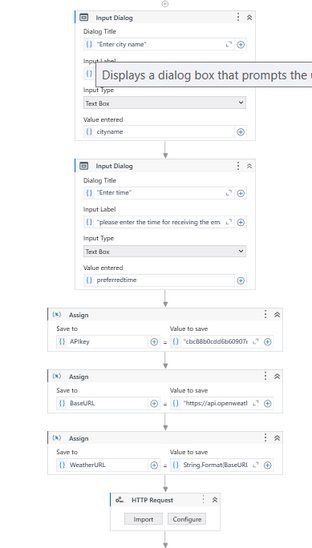 Input Dialog
Dialog Title
"Enter city name"
Input Label
Displays a dialog box that prompts the
Input Type
Text Box
Value entered
cityname
Input Dialog
Dialog Title
"Enter time"
Input Label
"please enter the time for receiving the em
Input Type
Text Box
Value entered
preferredtime
Assign
Save to Value to save
APIkey = "cbc88b0cdd6b60907
Assign
Save to Value to save
BaseURL = "https://api.openweat
Assign
Save to Value to save
WeatherURL = String.Format(BaseURL
HTTP Request
Import Configure